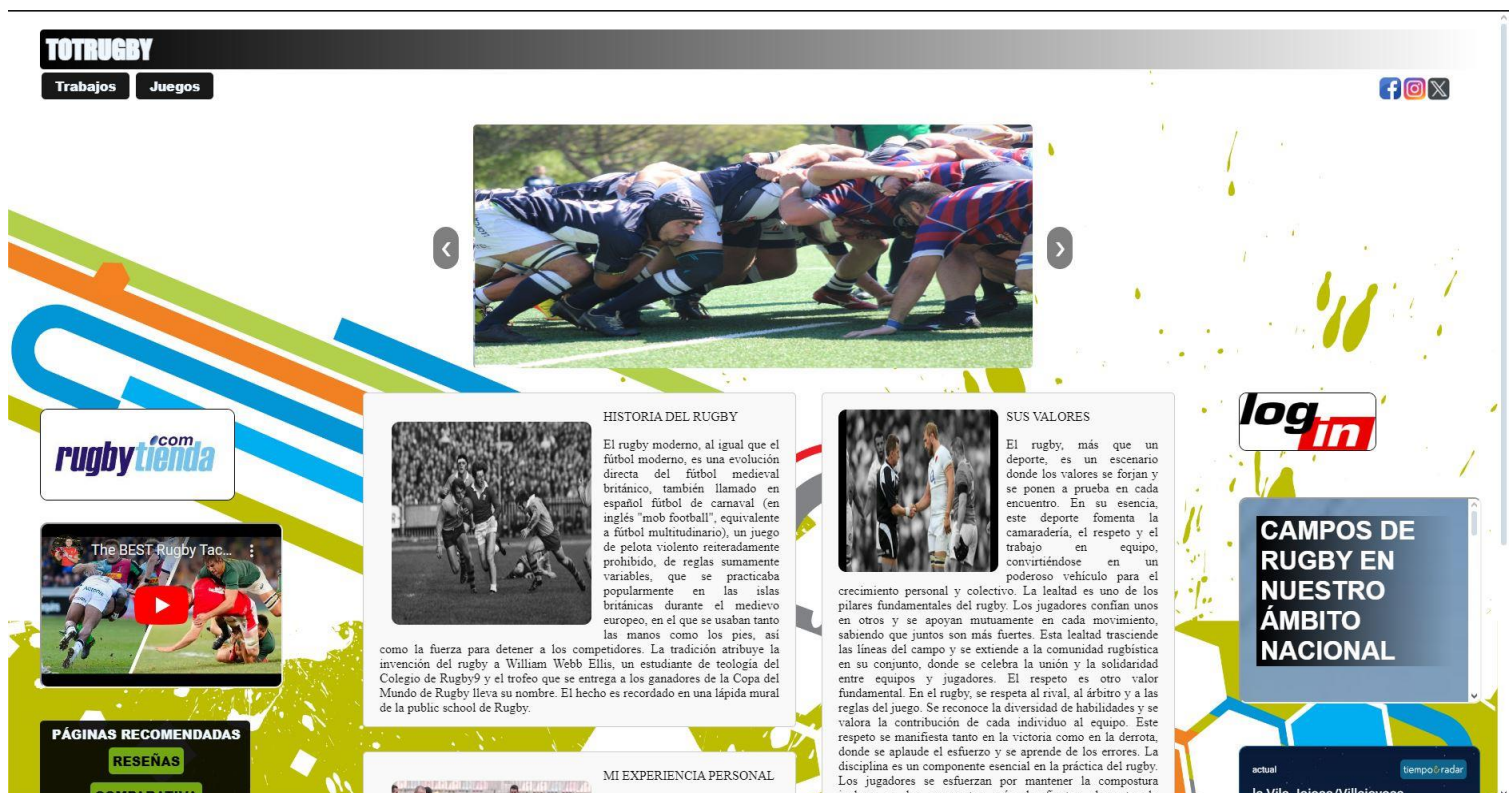 TOTRUGBY
Trabajos
Juegos
rugbytienda
.com
The BEST Rugby Tac...
PÁGINAS RECOMENDADAS
RESEÑAS
COMPARATIVA
HISTORIA DEL RUGBY
El rugby moderno, al igual que el
fútbol moderno, es una evolución
directa del fútbol medieval
británico, también llamado en
español fútbol de carnaval (en
inglés "mob football", equivalente
a fútbol multitudinario), un juego
de pelota violento reiteradamente
prohibido, de reglas sumamente
variables, que se practicaba
popularmente en las islas
británicas durante el medievo
europeo, en el que se usaban tanto
las manos como los pies, así
como la fuerza para detener a los competidores. La tradición atribuye la
invención del rugby a William Webb Ellis, un estudiante de teología del
Colegio de Rugby9 y el trofeo que se entrega a los ganadores de la Copa del
Mundo de Rugby lleva su nombre. El hecho es recordado en una lápida mural
de la public school de Rugby.
MI EXPERIENCIA PERSONAL
SUS VALORES
El rugby, más que un
deporte, es un escenario
donde los valores se forjan y
se ponen a prueba en cada
encuentro. En su esencia,
este deporte fomenta la
camaradería, el respeto y el
trabajo en equipo,
convirtiéndose en un
poderoso vehículo para el
crecimiento personal y colectivo. La lealtad es uno de los
pilares fundamentales del rugby. Los jugadores confían unos
en otros y se apoyan mutuamente en cada movimiento,
sabiendo que juntos son más fuertes. Esta lealtad trasciende
las líneas del campo y se extiende a la comunidad rugbística
en su conjunto, donde se celebra la unión y la solidaridad
entre equipos y jugadores. El respeto es otro valor
fundamental. En el rugby, se respeta al rival, al árbitro y a las
reglas del juego. Se reconoce la diversidad de habilidades y se
valora la contribución de cada individuo al equipo. Este
respeto se manifiesta tanto en la victoria como en la derrota,
donde se aplaude el esfuerzo y se aprende de los errores. La
disciplina es un componente esencial en la práctica del rugby.
Los jugadores se esfuerzan por mantener la compostura
log in
CAMPOS DE
RUGBY EN
NUESTRO
ÁMBITO
NACIONAL
actual
tiempo&radar
la Vila Joiosa/Villajoyosa